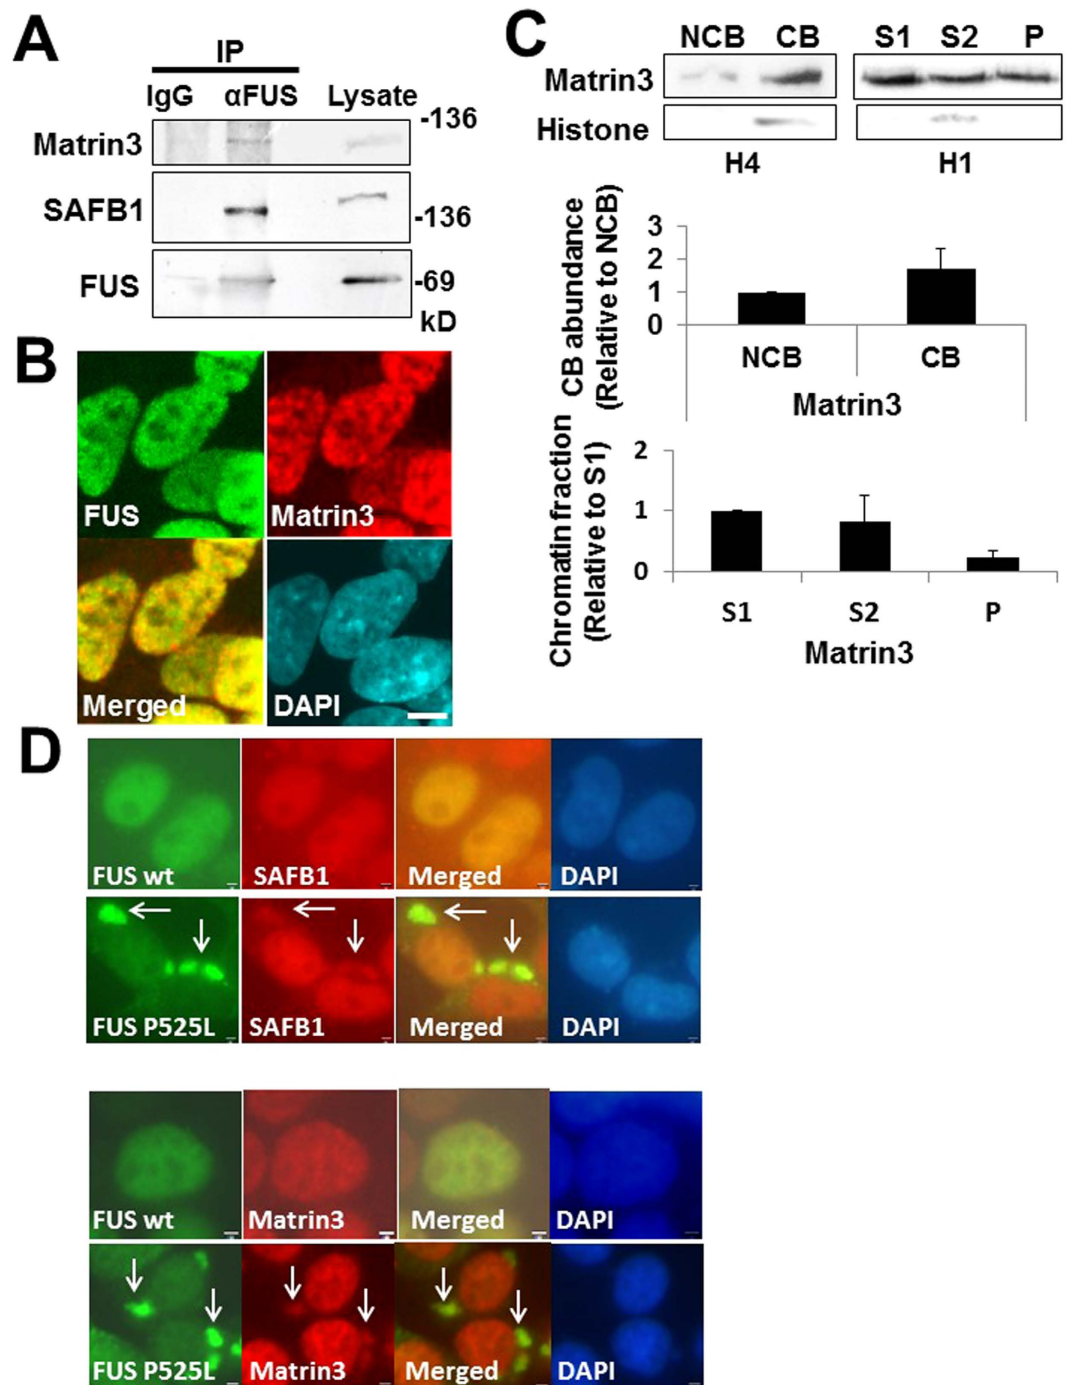 A
IP
IgG αFUS Lysate
Matrin3
-136
SAFB1
-136
FUS
-69
kD
B
FUS
Matrin3
Merged
DAPI
C
NCB CB S1 S2 P
Matrin3
Histone
H4 H1
CB abundance
(Relative to NCB)
3
2
1
0
NCB CB
Matrin3
Chromatin fraction
(Relative to S1)
2
1
0
S1 S2 P
Matrin3
D
FUS wt SAFB1 Merged DAPI
FUS P525L SAFB1 Merged DAPI
FUS wt Matrin3 Merged DAPI
FUS P525L Matrin3 Merged DAPI